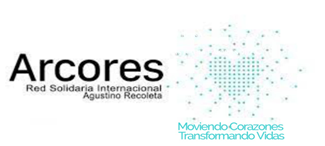 Arcores
Red Solidaria Internacional
Agustino Recoleta
Moviendo Corazones
Transformando Vidas